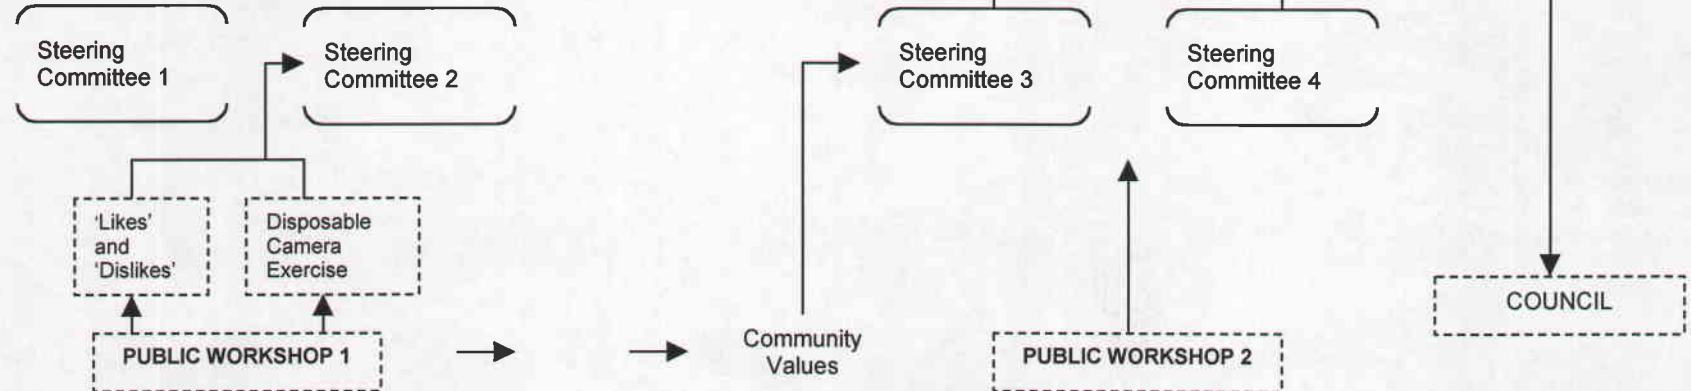 Steering
Committee 1
Steering
Committee 2
Steering
Committee 3
Steering
Committee 4
'Likes'
and
'Dislikes'
Disposable
Camera
Exercise
COUNCIL
PUBLIC WORKSHOP 1
Community
Values
PUBLIC WORKSHOP 2